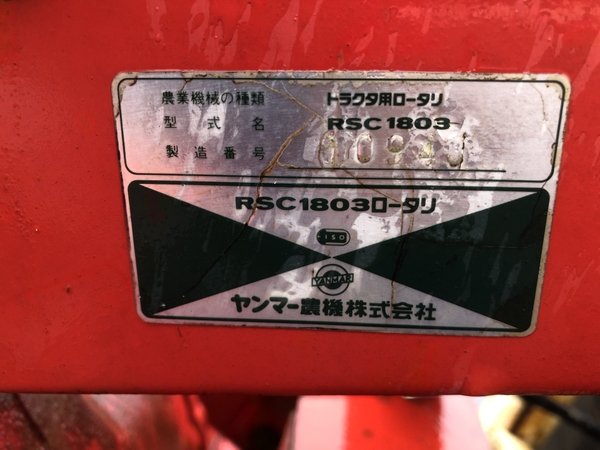 農業機械の種類 トラクタ用ロータリ
型式名 RSC1803
製造番号
RSC1803ロータリ
ISO
YANMAR
ヤンマー農機株式会社